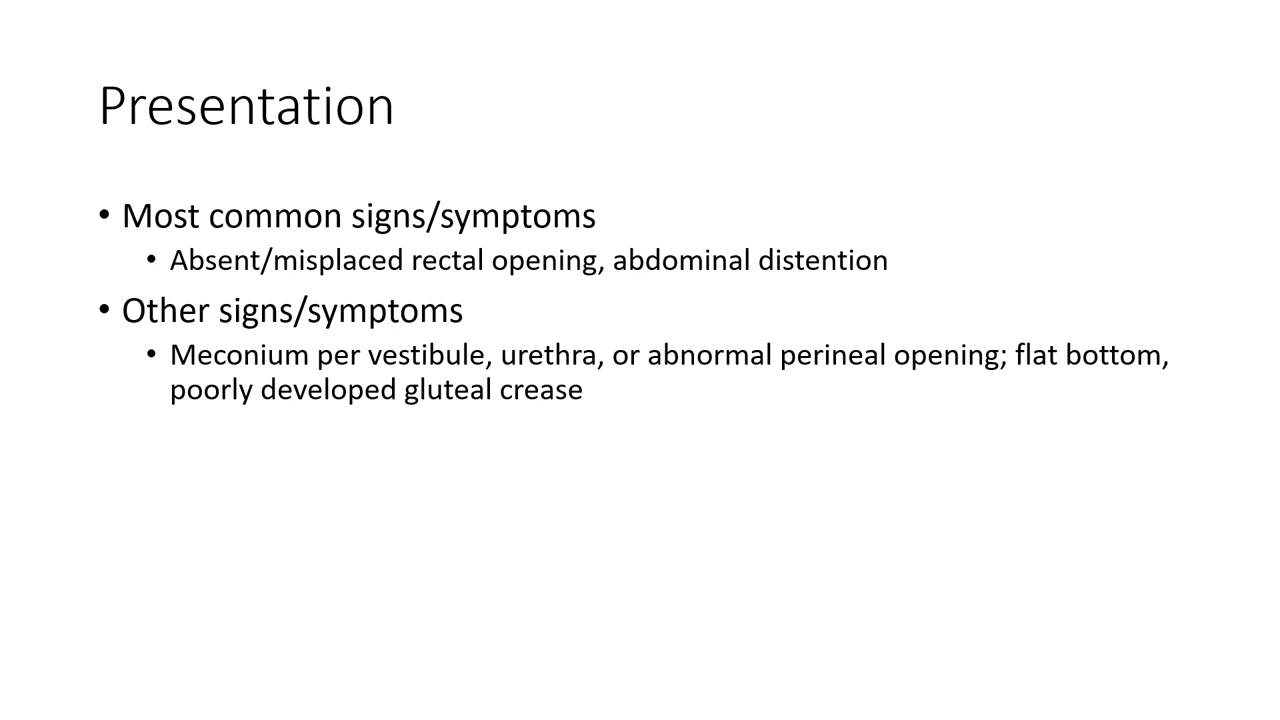 Presentation
• Most common signs/symptoms
• Absent/misplaced rectal opening, abdominal distention
• Other signs/symptoms
• Meconium per vestibule, urethra, or abnormal perineal opening; flat bottom,
poorly developed gluteal crease